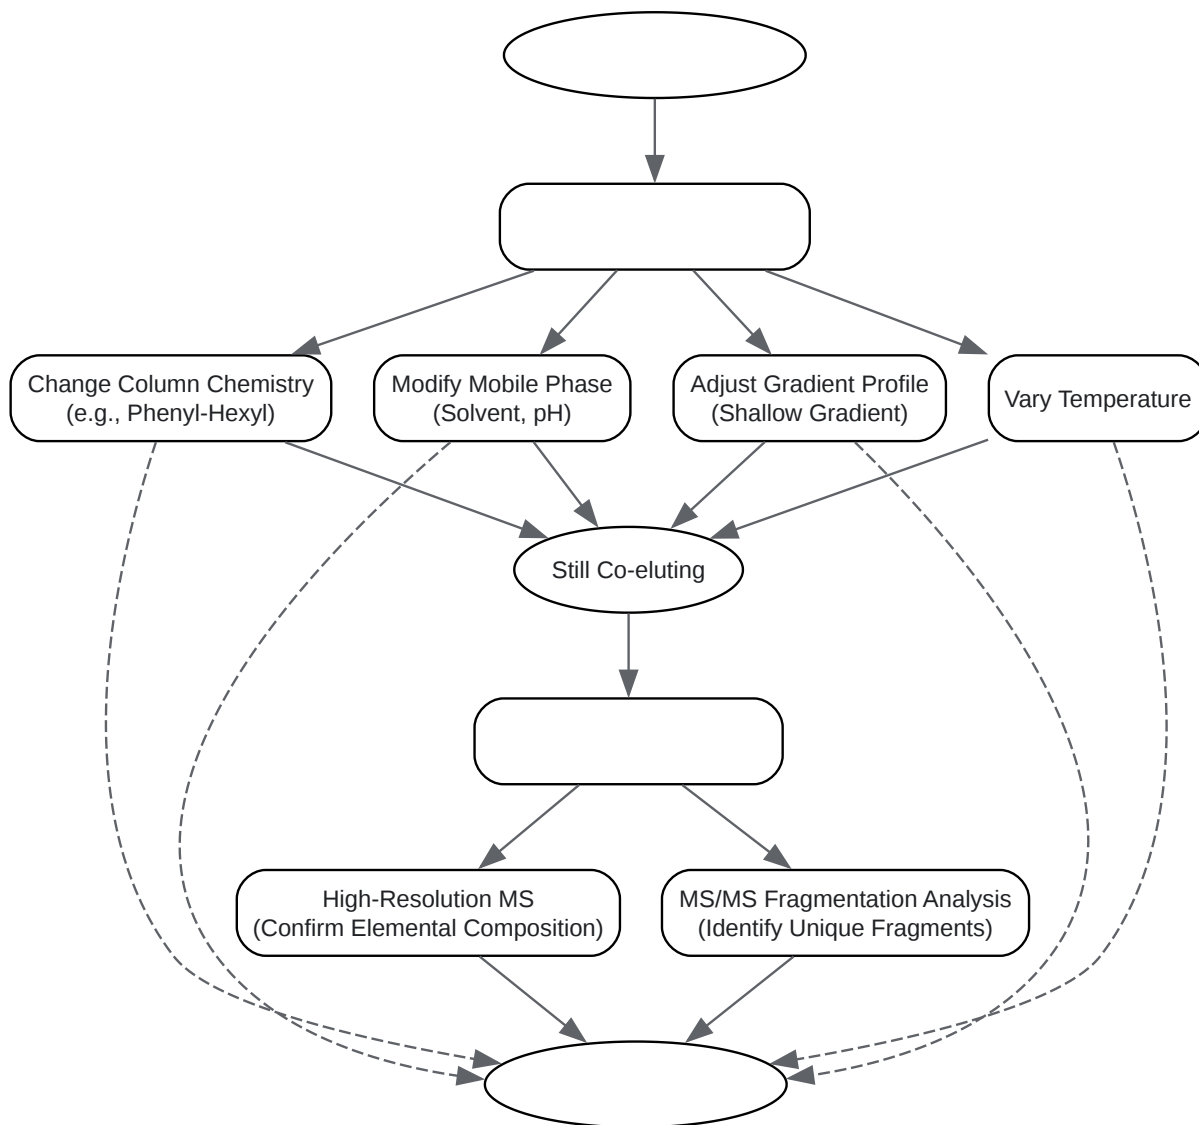 Change Column Chemistry
(e.g., Phenyl-Hexyl)
Modify Mobile Phase
(Solvent, pH)
Adjust Gradient Profile
(Shallow Gradient)
Vary Temperature
Still Co-eluting
High-Resolution MS
(Confirm Elemental Composition)
MS/MS Fragmentation Analysis
(Identify Unique Fragments)